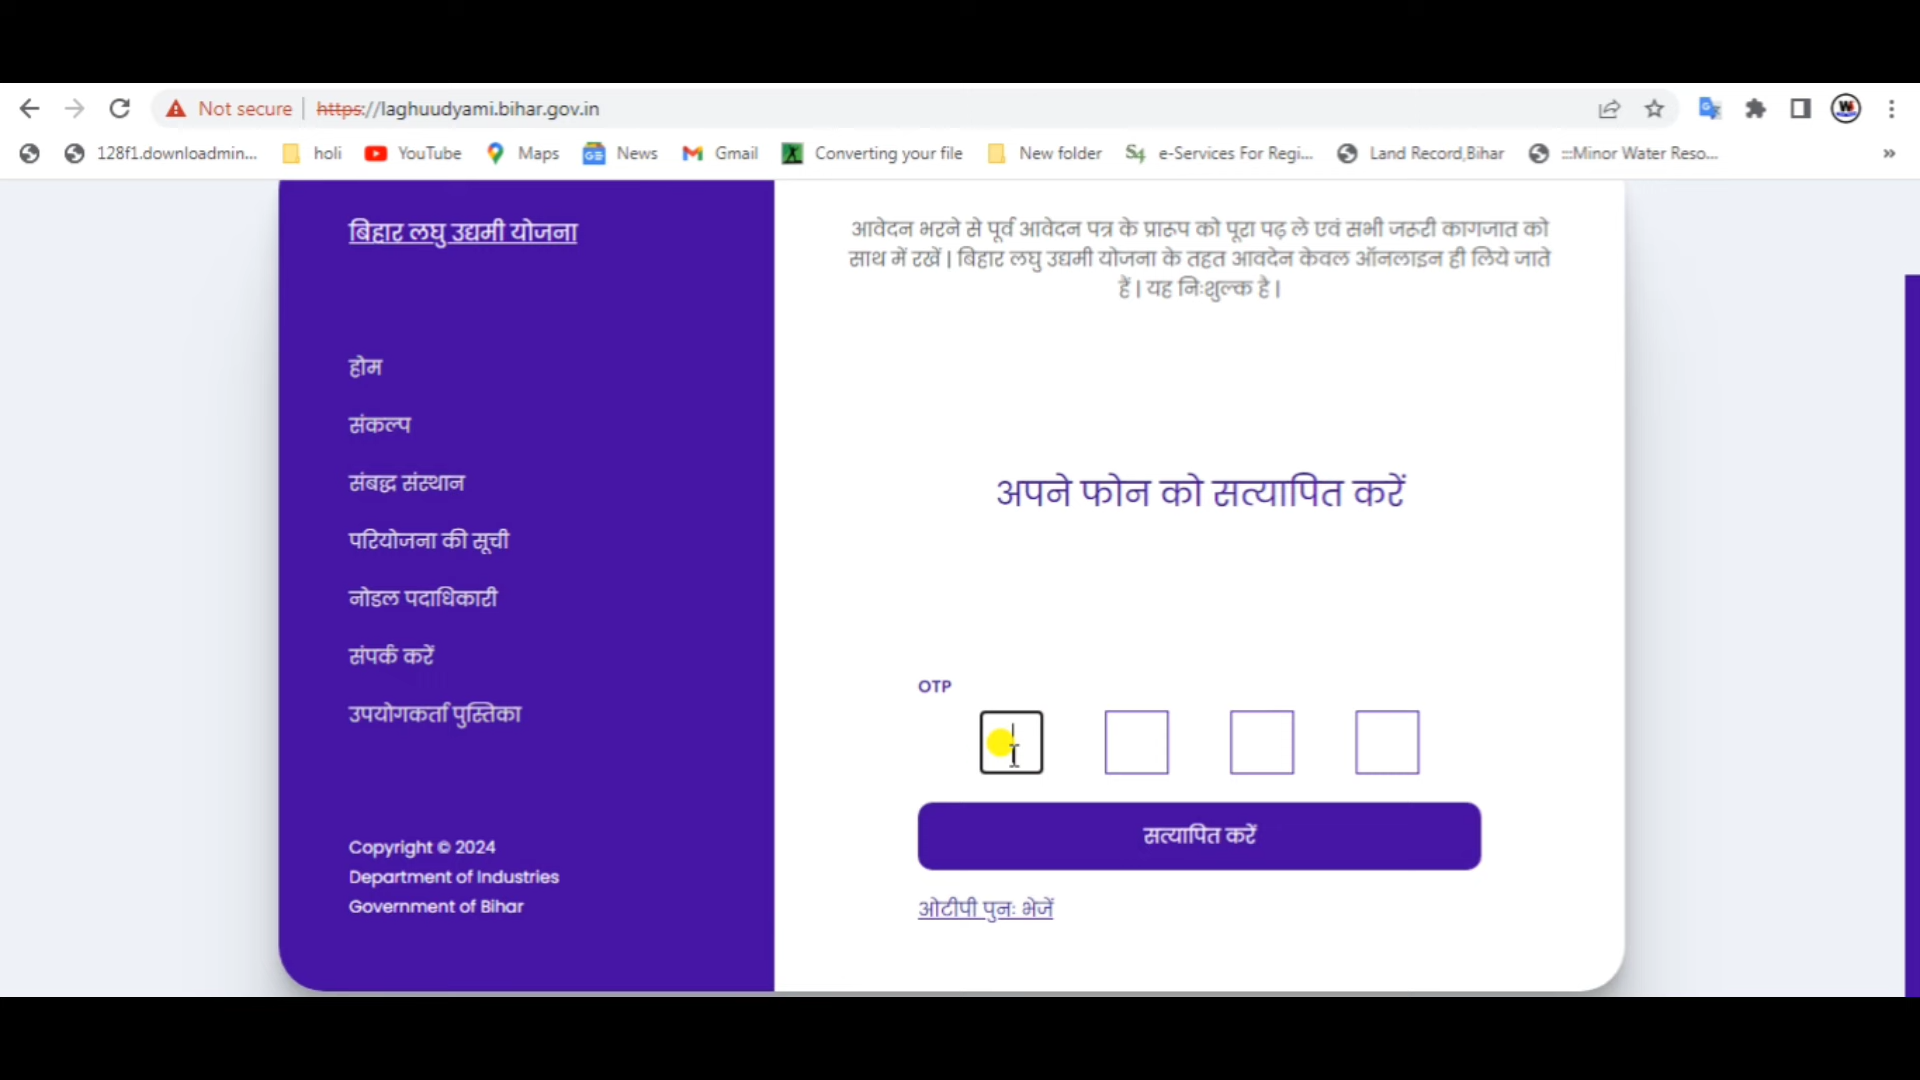 Not secure | https://laghuudyami.bihar.gov.in
128f1.downloadmin... holi YouTube Maps News Gmail Converting your file New folder e-Services For Regi... Land Record,Bihar :::Minor Water Reso... »
बिहार लघु उद्यमी योजना
होम
संकल्प
संबद्ध संस्थान
परियोजना की सूची
नोडल पदाधिकारी
संपर्क करें
उपयोगकर्ता पुस्तिका
Copyright © 2024
Department of Industries
Government of Bihar
आवेदन भरने से पूर्व आवेदन पत्र के प्रारूप को पूरा पढ़ ले एवं सभी जरूरी कागजात को
साथ में रखें | बिहार लघु उद्यमी योजना के तहत आवदेन केवल ऑनलाइन ही लिये जाते
हैं | यह निःशुल्क है |
अपने फोन को सत्यापित करें
OTP
सत्यापित करें
ओटीपी पुनः भेजें